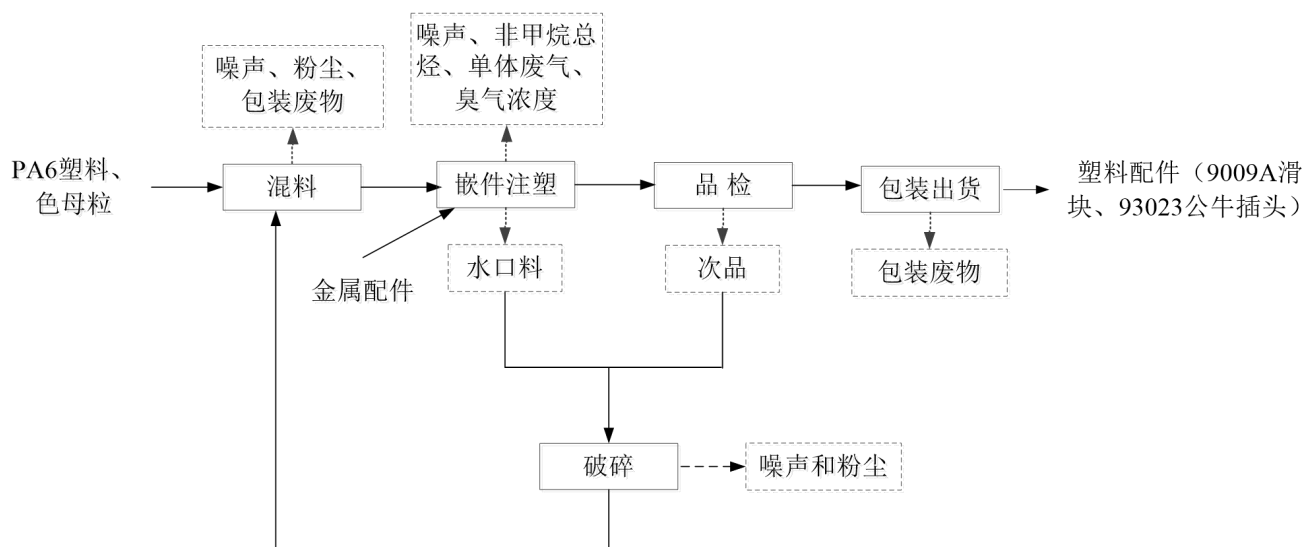 噪声、粉尘、
包装废物
噪声、非甲烷总
烃、单体废气、
臭气浓度
PA6塑料、
色母粒
混料
嵌件注塑
品 检
包装出货
塑料配件（9009A滑
块、93023公牛插头）
金属配件
水口料
次品
包装废物
破碎
噪声和粉尘